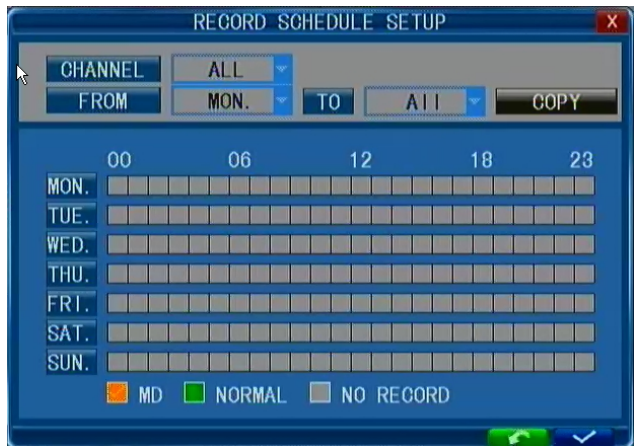 RECORD SCHEDULE SETUP X
CHANNEL ALL
FROM MON. TO All COPY
00 06 12 18 23
MON.
TUE.
WED.
THU.
FRI.
SAT.
SUN.
MD NORMAL NO RECORD